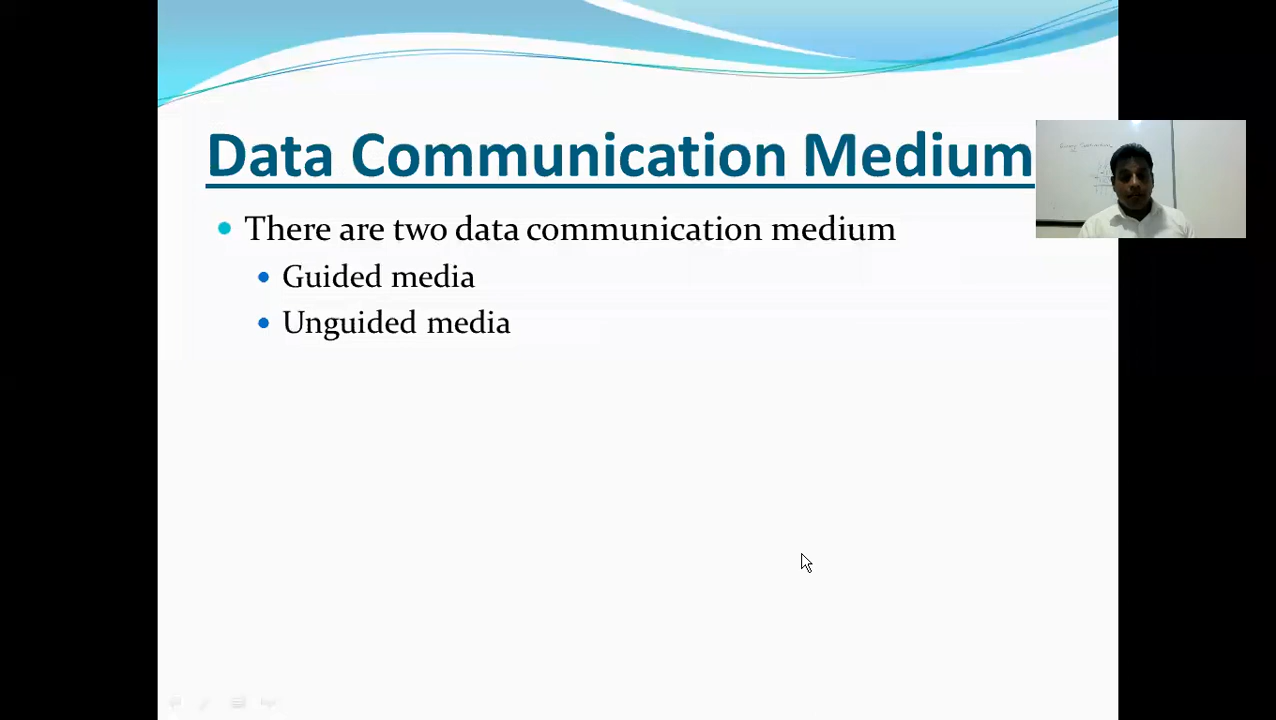 Data Communication Medium
There are two data communication medium
Guided media
Unguided media